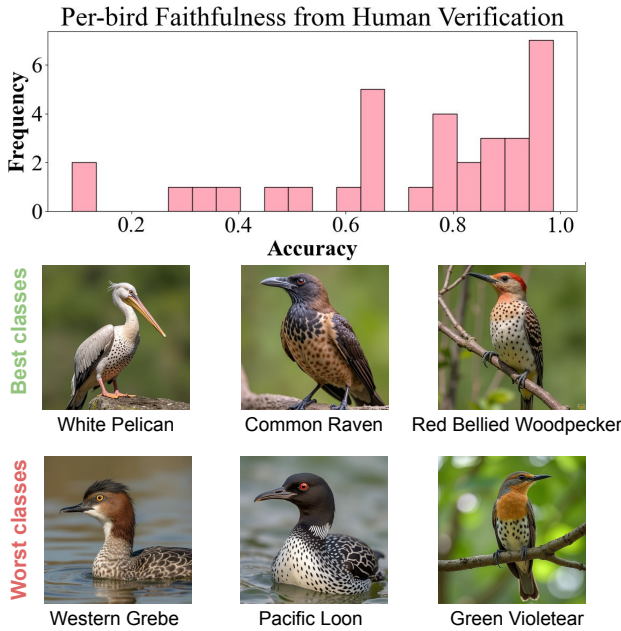 Per-bird Faithfulness from Human Verification
Frequency
6
4
2
0
0.2 0.4 0.6 0.8 1.0
Accuracy
Best classes
White Pelican Common Raven Red Bellied Woodpecker
Worst classes
Western Grebe Pacific Loon Green Violetear